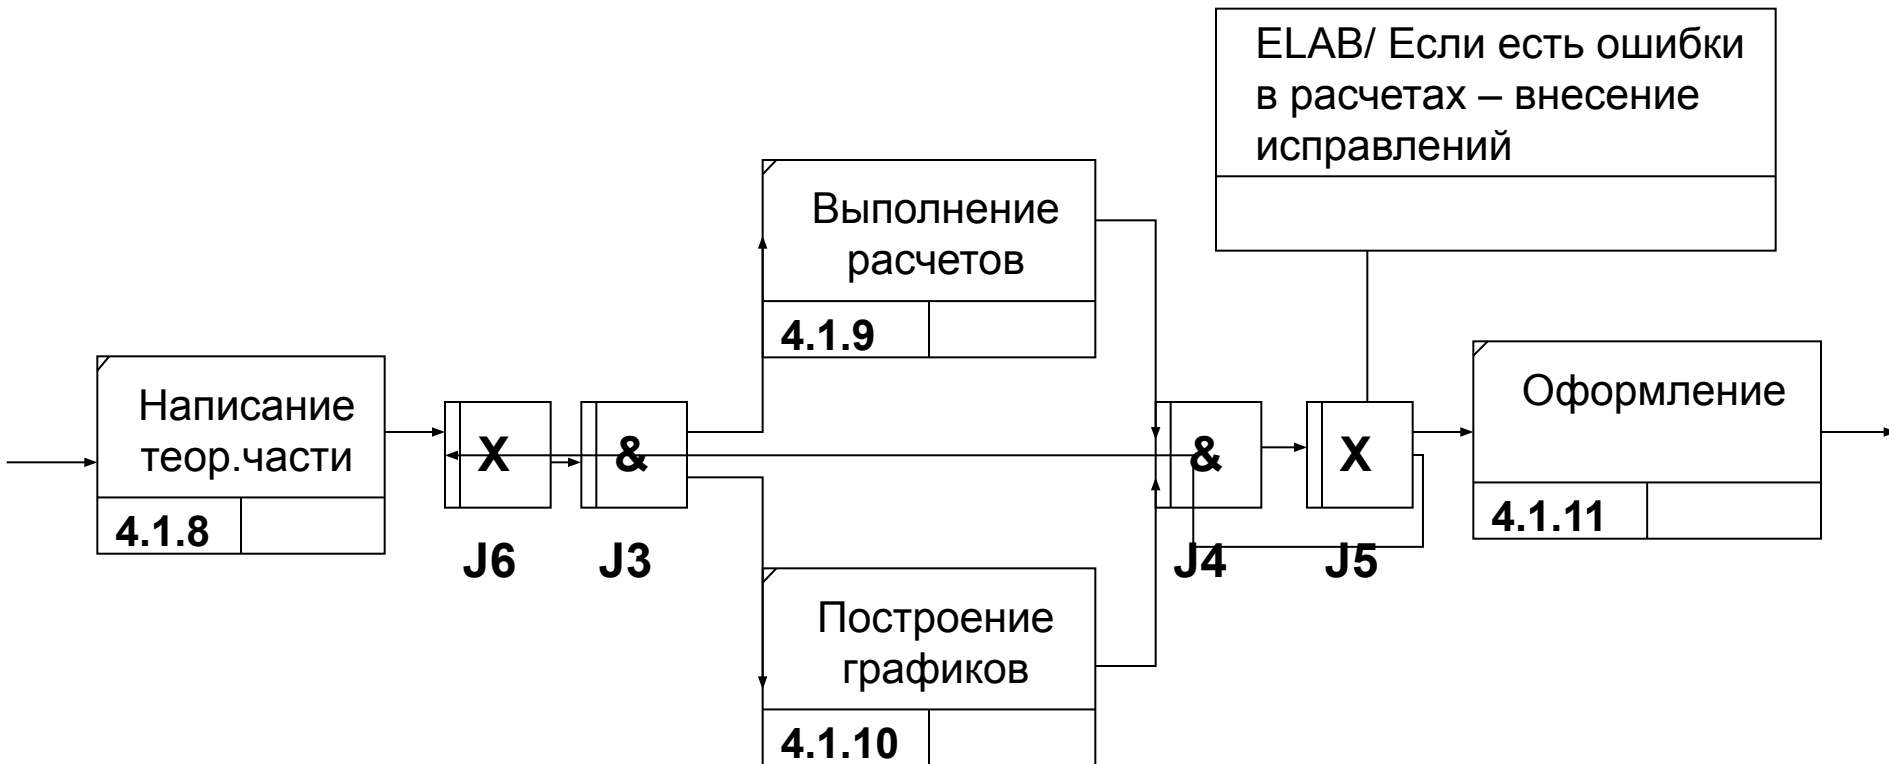 ELAB/ Если есть ошибки
в расчетах – внесение
исправлений
Выполнение
расчетов
4.1.9
Написание
теор.части
4.1.8
X
J6
&
J3
&
J4
X
J5
Оформление
4.1.11
Построение
графиков
4.1.10